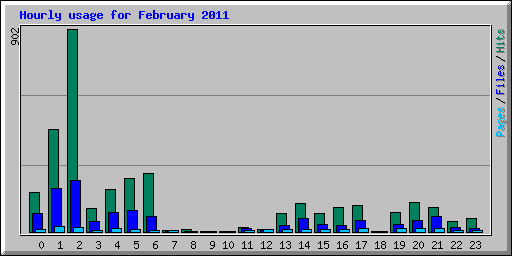 Hourly usage for February 2011
902
Pages/Files/Hits
0 1 2 3 4 5 6 7 8 9 10 11 12 13 14 15 16 17 18 19 20 21 22 23